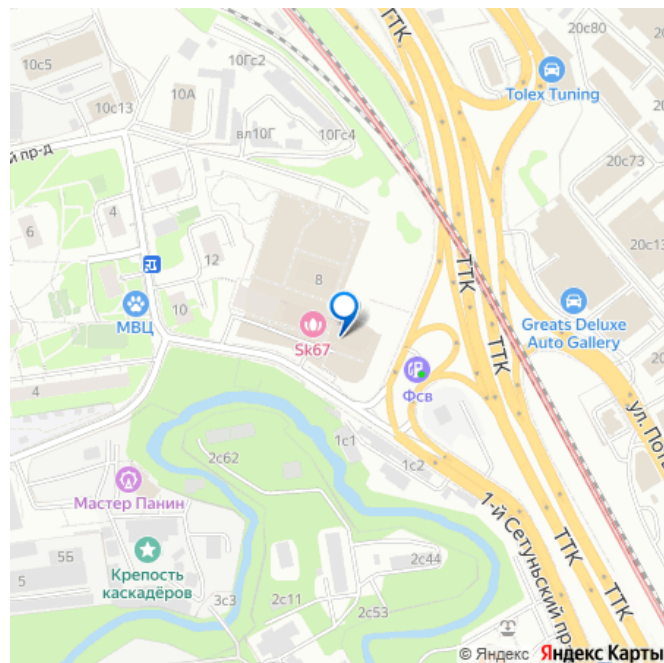 ТТК
20с80
10с5
10А
10Гс2
Tolex Tuning
10с13
вл10Г
10Гс4
й пр-д
20с73
4
6
12
20с13
ТТК
8
10
МВЦ
Sk67
Greats Deluxe
Auto Gallery
ТТК
Фсв
4
ул. Пота
1с1
2с62
1с2
Мастер Панин
1-й Сетуньский пр
ТТК
5Б
2с44
5
Крепость
каскадёров
3с3
2с11
2с53
ТТК
© Яндекс Яндекс Карты